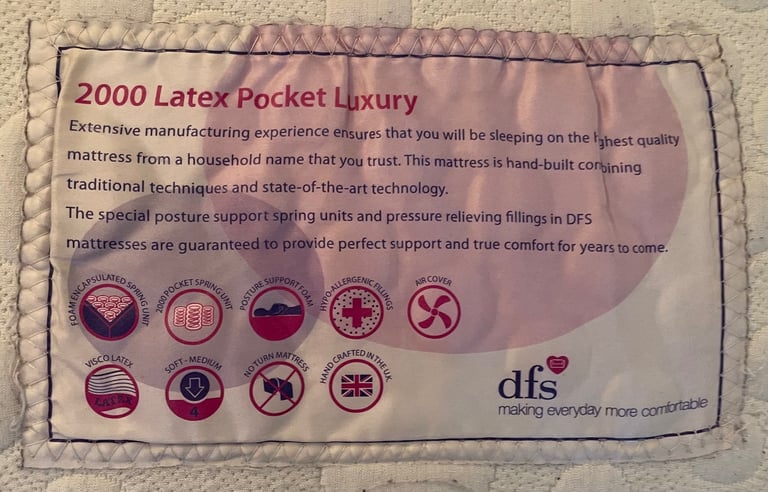 2000 Latex Pocket Luxury
Extensive manufacturing experience ensures that you will be sleeping on the highest quality
mattress from a household name that you trust. This mattress is hand-built combining
traditional techniques and state-of-the-art technology.
The special posture support spring units and pressure relieving fillings in DFS
mattresses are guaranteed to provide perfect support and true comfort for years to come.
FOAM ENCAPSULATED SPRING UNIT
2000 POCKET SPRING UNIT
POSTURE SUPPORT FOAM
HYPO-ALLERGENIC FILLINGS
AIR COVER
VISCO LATEX
LATEX
SOFT-MEDIUM
4
NO TURN MATTRESS
HAND CRAFTED IN THE UK
dfs
making everyday more comfortable